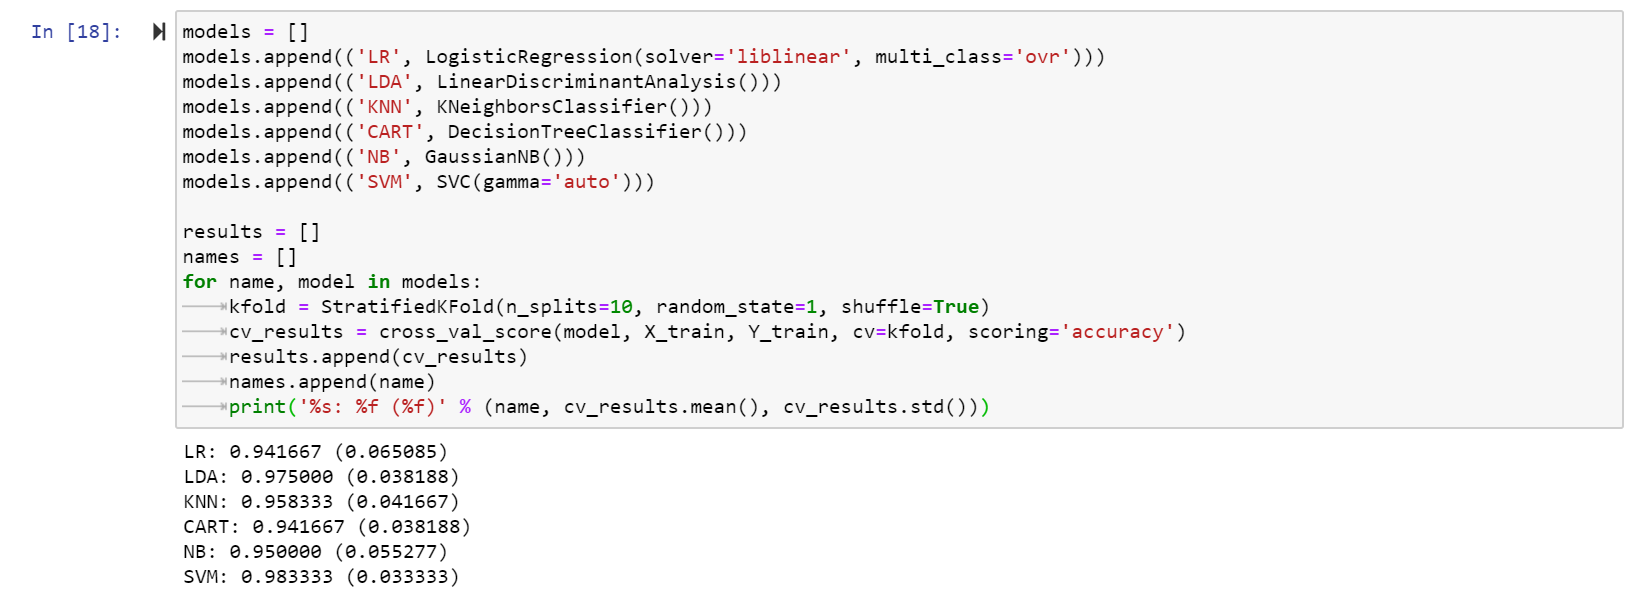 In [18]:
models = []
models.append(('LR', LogisticRegression(solver='liblinear', multi_class='ovr')))
models.append(('LDA', LinearDiscriminantAnalysis()))
models.append(('KNN', KNeighborsClassifier()))
models.append(('CART', DecisionTreeClassifier()))
models.append(('NB', GaussianNB()))
models.append(('SVM', SVC(gamma='auto')))
results = []
names = []
for name, model in models:
kfold = StratifiedKFold(n_splits=10, random_state=1, shuffle=True)
cv_results = cross_val_score(model, X_train, Y_train, cv=kfold, scoring='accuracy')
results.append(cv_results)
names.append(name)
print('%s: %f (%f)' % (name, cv_results.mean(), cv_results.std()))
LR: 0.941667 (0.065085)
LDA: 0.975000 (0.038188)
KNN: 0.958333 (0.041667)
CART: 0.941667 (0.038188)
NB: 0.950000 (0.055277)
SVM: 0.983333 (0.033333)